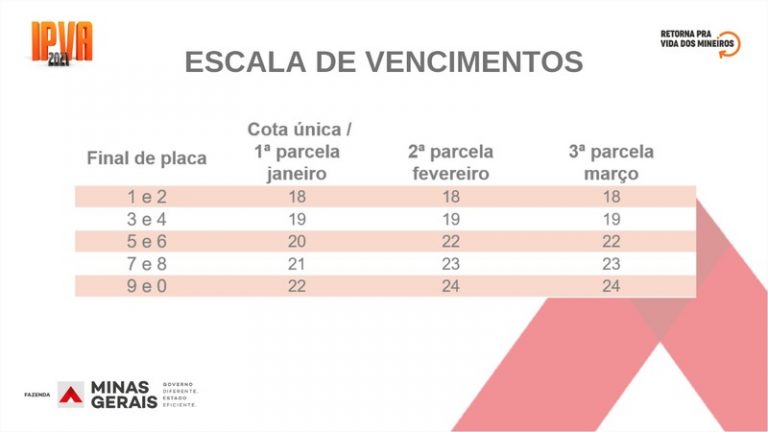 IPVA
2021
RETORNA PRA
VIDA DOS MINEIROS
ESCALA DE VENCIMENTOS
Final de placa
Cota única /
1ª parcela
janeiro
2ª parcela
fevereiro
3ª parcela
março
1 e 2 18 18 18
3 e 4 19 19 19
5 e 6 20 22 22
7 e 8 21 23 23
9 e 0 22 24 24
FAZENDA
MINAS
GERAIS
GOVERNO
DIFERENTE.
ESTADO
EFICIENTE.